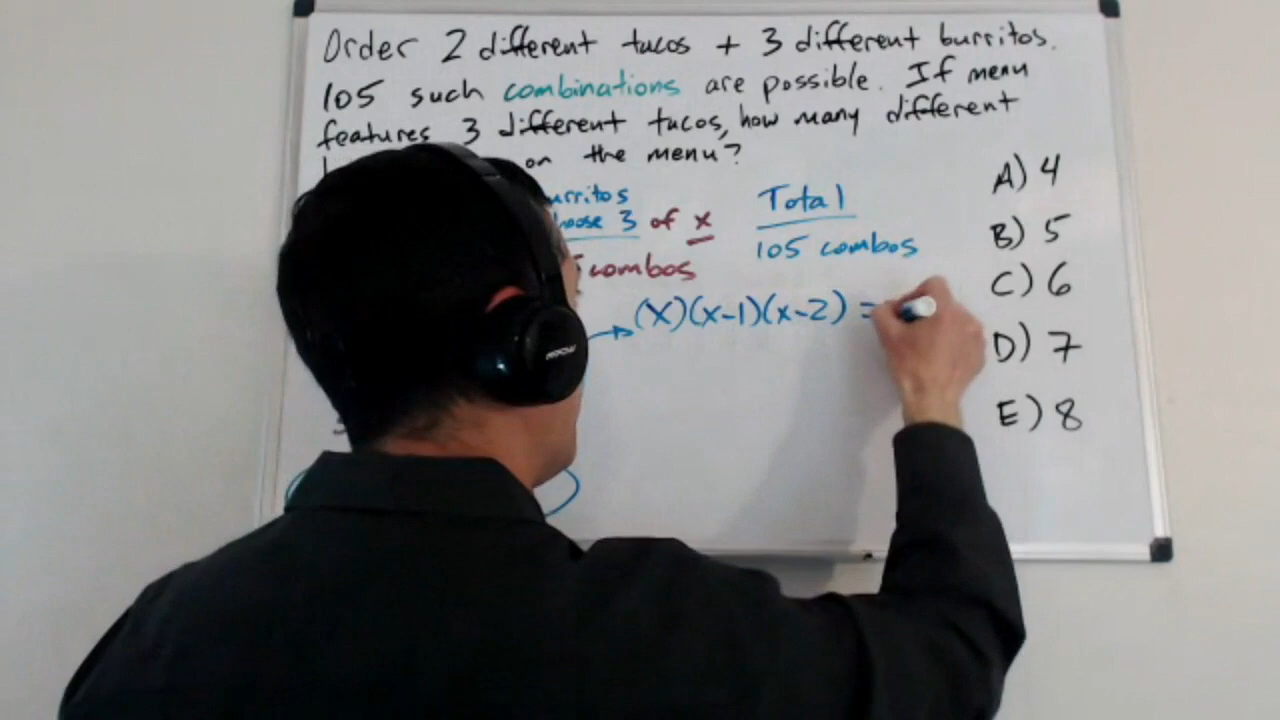 Order 2 different tacos + 3 different burritos.
105 such combinations are possible. If menu
features 3 different tacos, how many different
on the menu?
urritos
hoose 3 of x
combos
Total
105 combos
(x)(x-1)(x-2) =
A) 4
B) 5
C) 6
D) 7
E) 8
MPOW